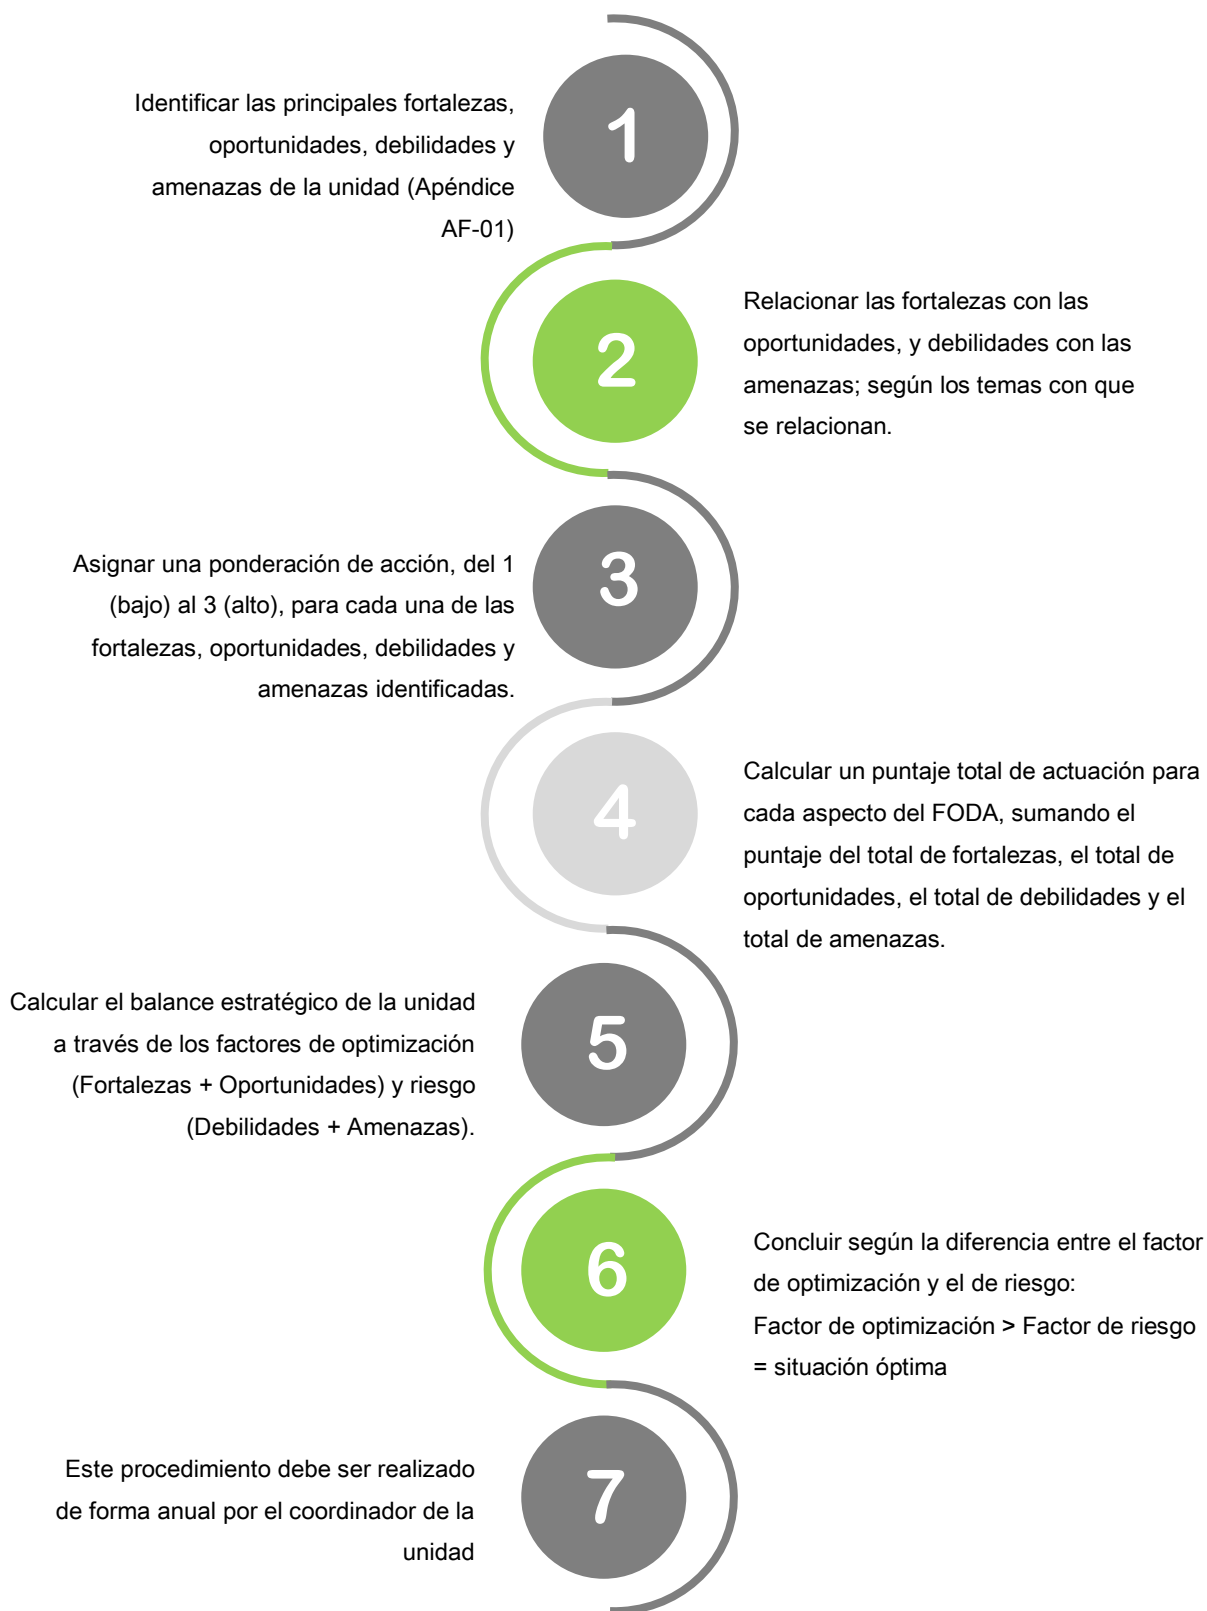 1
Identificar las principales fortalezas,
oportunidades, debilidades y
amenazas de la unidad (Apéndice
AF-01)
2
Relacionar las fortalezas con las
oportunidades, y debilidades con las
amenazas; según los temas con que
se relacionan.
3
Asignar una ponderación de acción, del 1
(bajo) al 3 (alto), para cada una de las
fortalezas, oportunidades, debilidades y
amenazas identificadas.
4
Calcular un puntaje total de actuación para
cada aspecto del FODA, sumando el
puntaje del total de fortalezas, el total de
oportunidades, el total de debilidades y el
total de amenazas.
5
Calcular el balance estratégico de la unidad
a través de los factores de optimización
(Fortalezas + Oportunidades) y riesgo
(Debilidades + Amenazas).
6
Concluir según la diferencia entre el factor
de optimización y el de riesgo:
Factor de optimización > Factor de riesgo
= situación óptima
7
Este procedimiento debe ser realizado
de forma anual por el coordinador de la
unidad